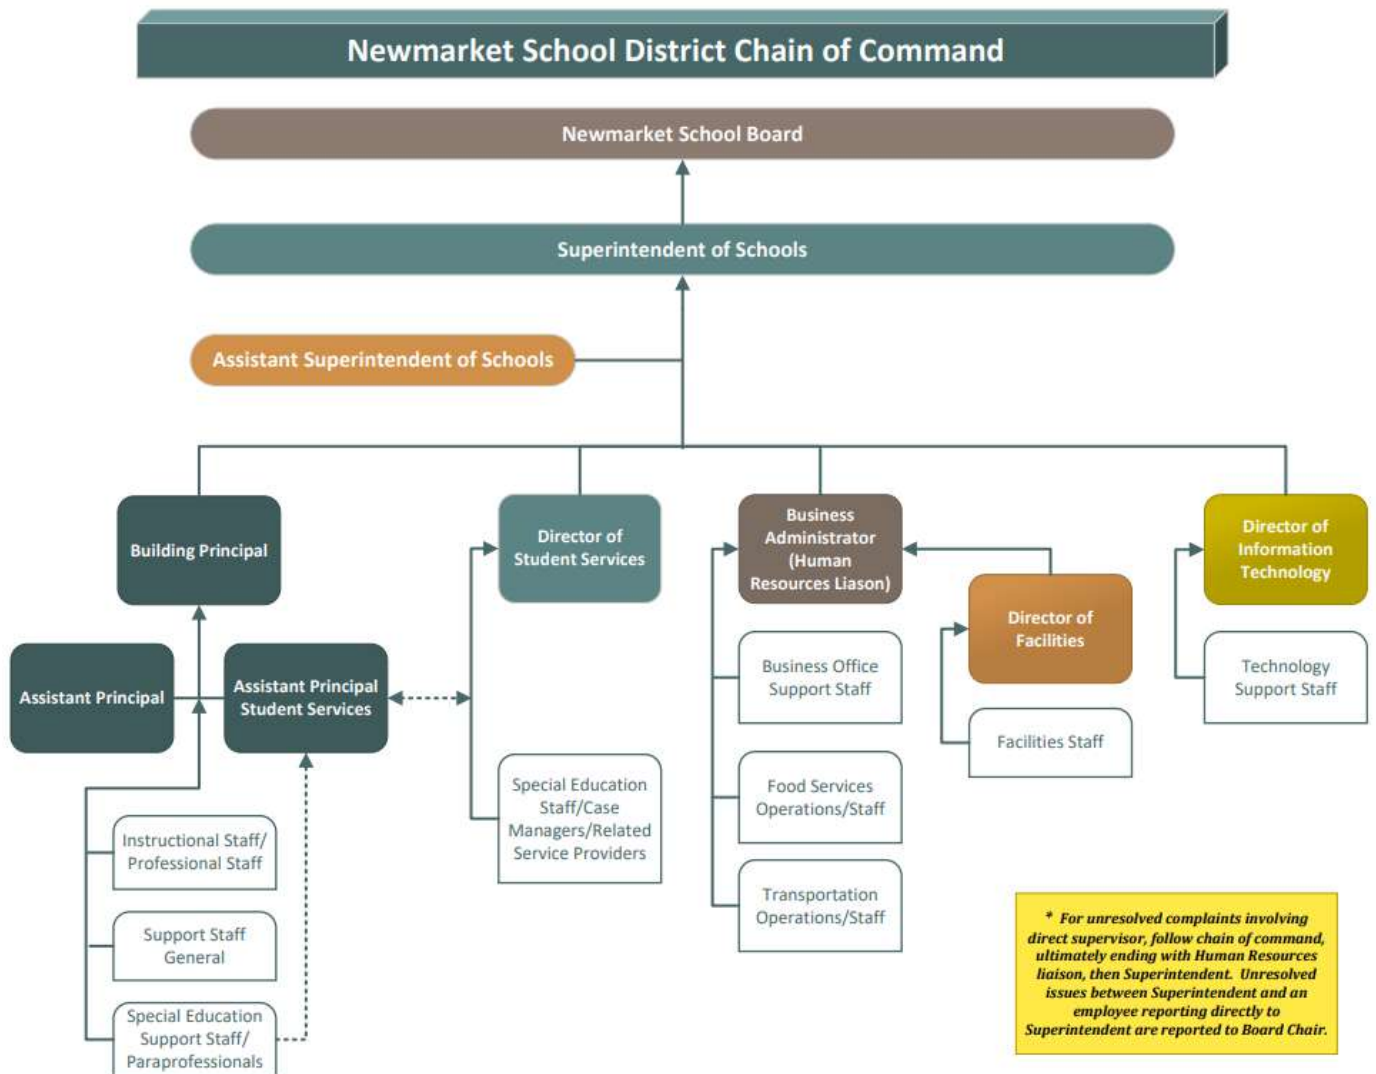 Newmarket School District Chain of Command
Newmarket School Board
Superintendent of Schools
Assistant Superintendent of Schools
Building Principal
Director of
Student Services
Business
Administrator
(Human
Resources Liason)
Director of
Information
Technology
Director of
Facilities
Assistant Principal
Assistant Principal
Student Services
Business Office
Support Staff
Technology
Support Staff
Facilities Staff
Special Education
Staff/Case
Managers/Related
Service Providers
Food Services
Operations/Staff
Instructional Staff/
Professional Staff
Transportation
Operations/Staff
Support Staff
General
Special Education
Support Staff/
Paraprofessionals
* For unresolved complaints involving
direct supervisor, follow chain of command,
ultimately ending with Human Resources
liaison, then Superintendent. Unresolved
issues between Superintendent and an
employee reporting directly to
Superintendent are reported to Board Chair.